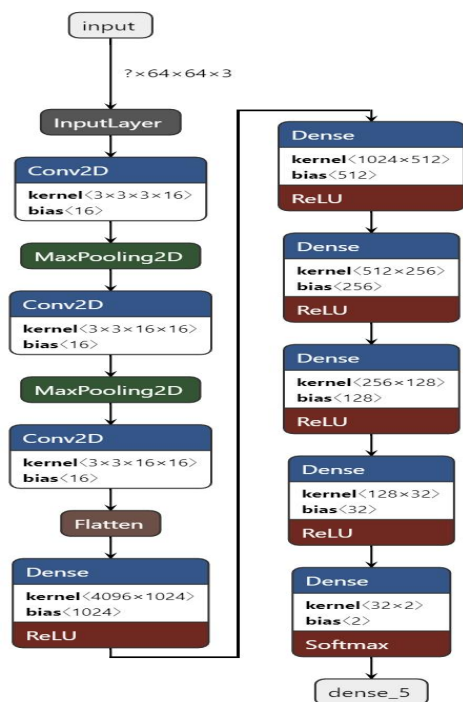 input
?×64×64×3
InputLayer
Conv2D
kernel⟨3×3×3×16⟩
bias⟨16⟩
MaxPooling2D
Conv2D
kernel⟨3×3×16×16⟩
bias⟨16⟩
MaxPooling2D
Conv2D
kernel⟨3×3×16×16⟩
bias⟨16⟩
Flatten
Dense
kernel⟨4096×1024⟩
bias⟨1024⟩
ReLU
Dense
kernel⟨1024×512⟩
bias⟨512⟩
ReLU
Dense
kernel⟨512×256⟩
bias⟨256⟩
ReLU
Dense
kernel⟨256×128⟩
bias⟨128⟩
ReLU
Dense
kernel⟨128×32⟩
bias⟨32⟩
ReLU
Dense
kernel⟨32×2⟩
bias⟨2⟩
Softmax
dense_5